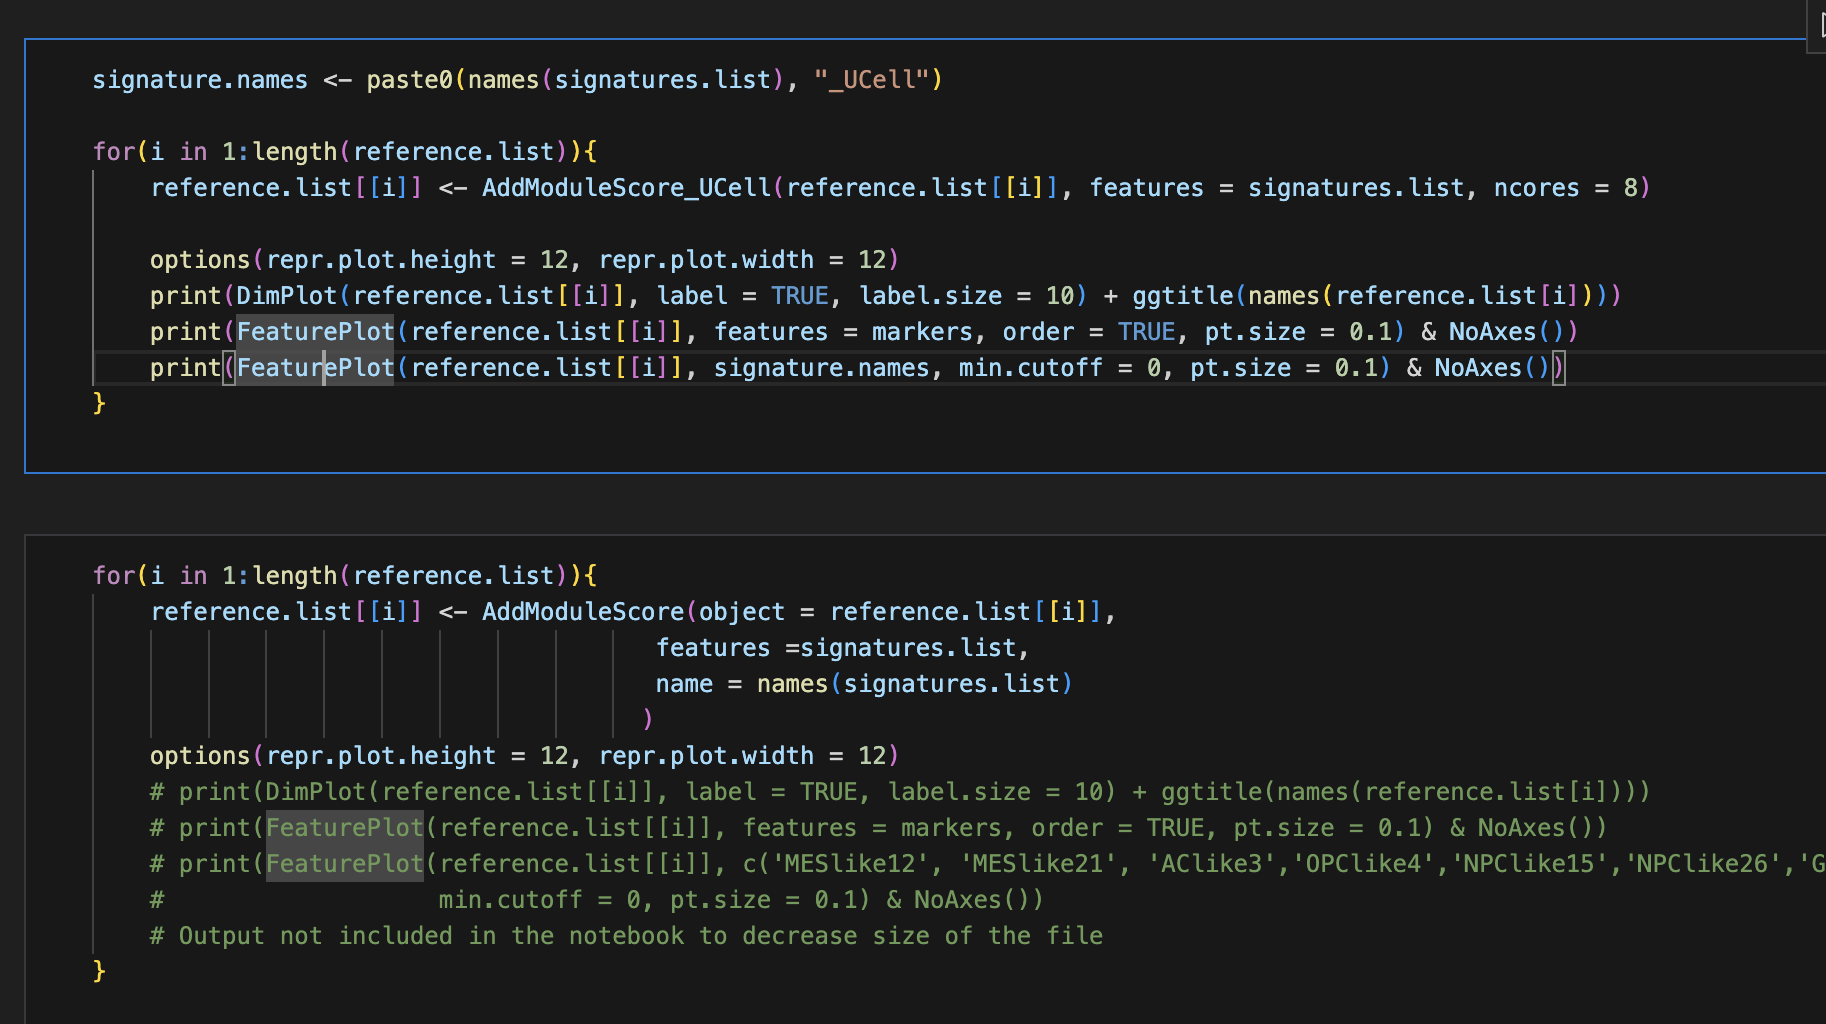 signature.names <- paste0(names(signatures.list), "_UCell")
for(i in 1:length(reference.list)){
reference.list[[i]] <- AddModuleScore_UCell(reference.list[[i]], features = signatures.list, ncores = 8)
options(repr.plot.height = 12, repr.plot.width = 12)
print(DimPlot(reference.list[[i]], label = TRUE, label.size = 10) + ggtitle(names(reference.list[i])))
print(FeaturePlot(reference.list[[i]], features = markers, order = TRUE, pt.size = 0.1) & NoAxes())
print(FeaturePlot(reference.list[[i]], signature.names, min.cutoff = 0, pt.size = 0.1) & NoAxes())
}
for(i in 1:length(reference.list)){
reference.list[[i]] <- AddModuleScore(object = reference.list[[i]],
features =signatures.list,
name = names(signatures.list)
)
options(repr.plot.height = 12, repr.plot.width = 12)
# print(DimPlot(reference.list[[i]], label = TRUE, label.size = 10) + ggtitle(names(reference.list[i])))
# print(FeaturePlot(reference.list[[i]], features = markers, order = TRUE, pt.size = 0.1) & NoAxes())
# print(FeaturePlot(reference.list[[i]], c('MESlike12', 'MESlike21', 'AClike3','OPClike4','NPClike15','NPClike26','G
# min.cutoff = 0, pt.size = 0.1) & NoAxes())
# Output not included in the notebook to decrease size of the file
}